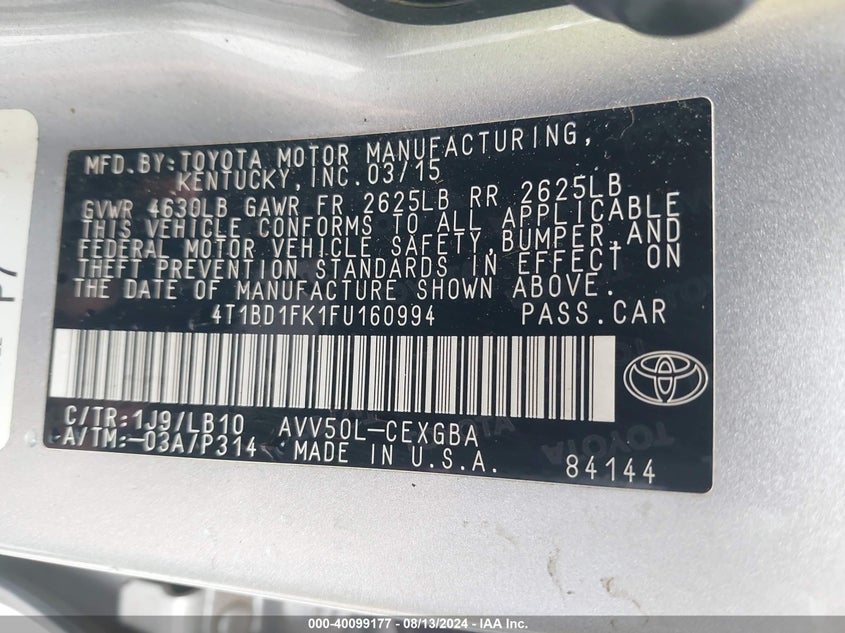 MFD.BY:TOYOTA MOTOR MANUFACTURING,
KENTUCKY,INC.03/15
GVWR 4630LB GAWR FR 2625LB RR 2625LB
THIS VEHICLE CONFORMS TO ALL APPLICABLE
FEDERAL MOTOR VEHICLE SAFETY,BUMPER,AND
THEFT PREVENTION STANDARDS IN EFFECT ON
THE DATE OF MANUFACTURE SHOWN ABOVE.
4T1BD1FK1FU160994 PASS.CAR
C/TR:1J9/LB10 AVV50L-CEXGBA
A/TM:-03A/P314 MADE IN U.S.A. 84144
TOYOTA
P7
000-40099177 - 08/13/2024 - IAA Inc.